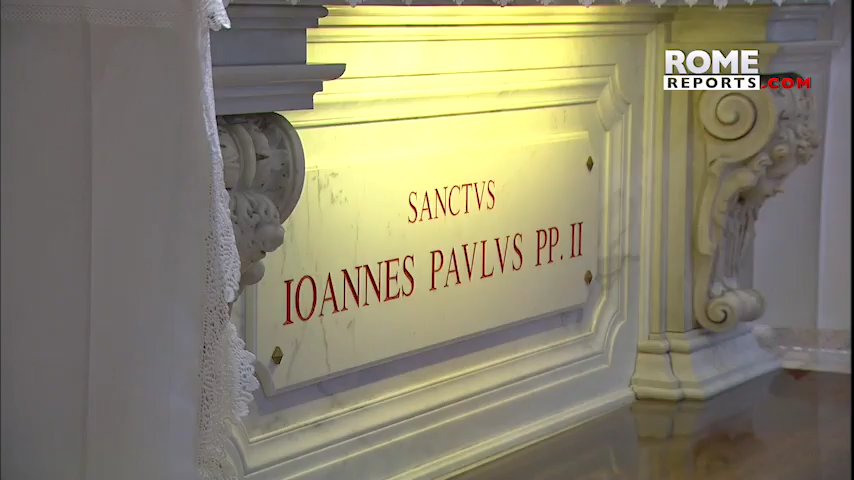 ROME
REPORTS.COM
SANCTVS
IOANNES PAVLVS PP. II